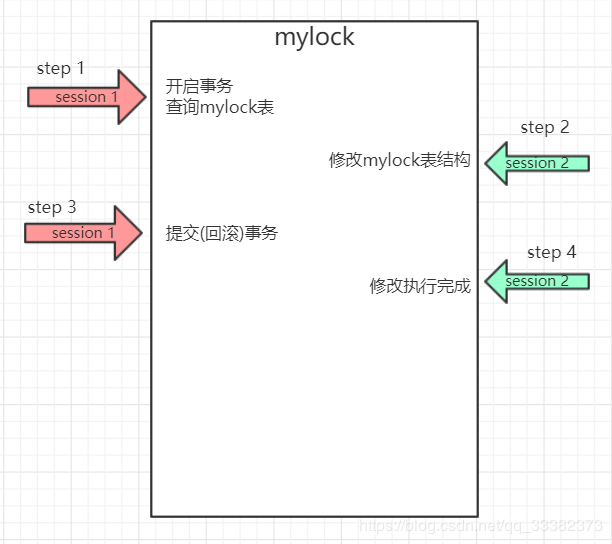 mylock
step 1
session 1
开启事务
查询mylock表
step 2
session 2
修改mylock表结构
step 3
session 1
提交(回滚)事务
step 4
session 2
修改执行完成
https://blog.csdn.net/qq_33382373